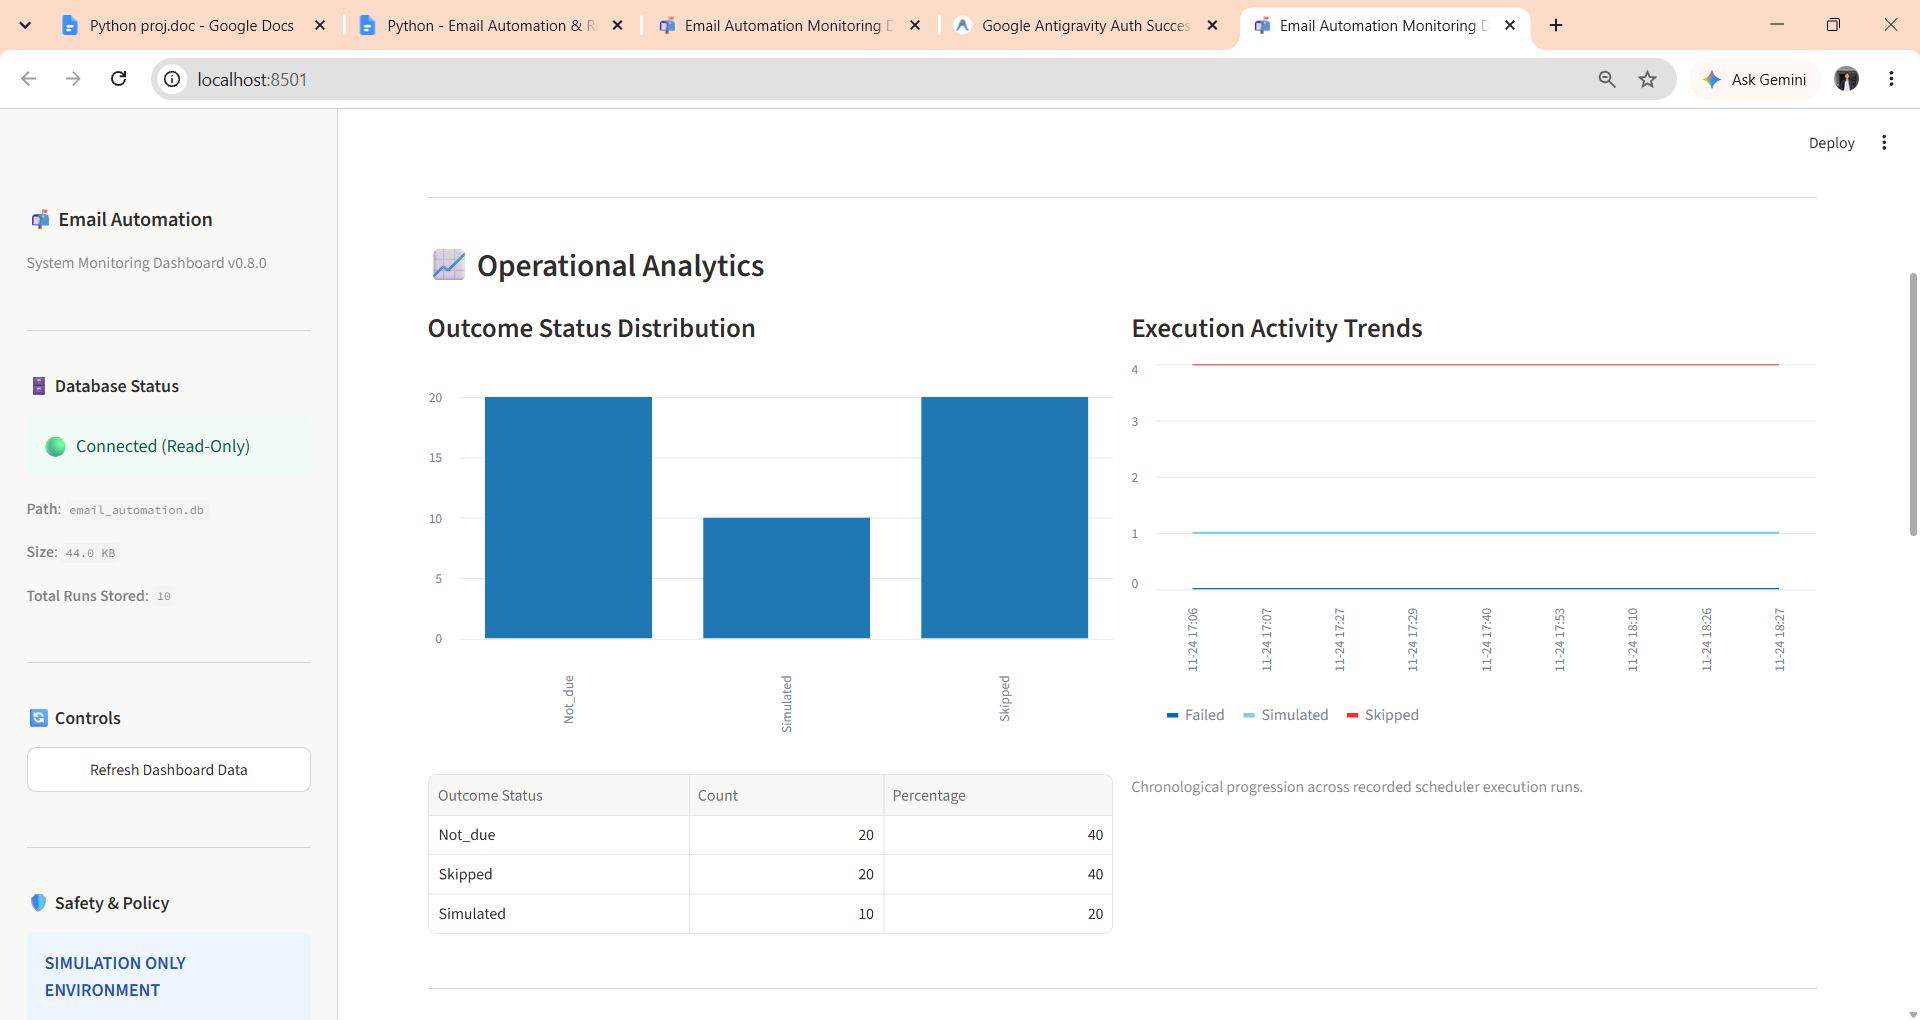 Python proj.doc - Google Docs
Python - Email Automation & R
Email Automation Monitoring D
Google Antigravity Auth Succes
Email Automation Monitoring D
localhost:8501
Ask Gemini
Deploy
Email Automation
System Monitoring Dashboard v0.8.0
Database Status
Connected (Read-Only)
Path: email_automation.db
Size: 44.0 KB
Total Runs Stored: 10
Controls
Refresh Dashboard Data
Safety & Policy
SIMULATION ONLY
ENVIRONMENT
Operational Analytics
Outcome Status Distribution
20
15
10
5
0
Not_due
Simulated
Skipped
Outcome Status Count Percentage
Not_due 20 40
Skipped 20 40
Simulated 10 20
Execution Activity Trends
4
3
2
1
0
11-24 17:06
11-24 17:07
11-24 17:27
11-24 17:29
11-24 17:40
11-24 17:53
11-24 18:10
11-24 18:26
11-24 18:27
Failed Simulated Skipped
Chronological progression across recorded scheduler execution runs.